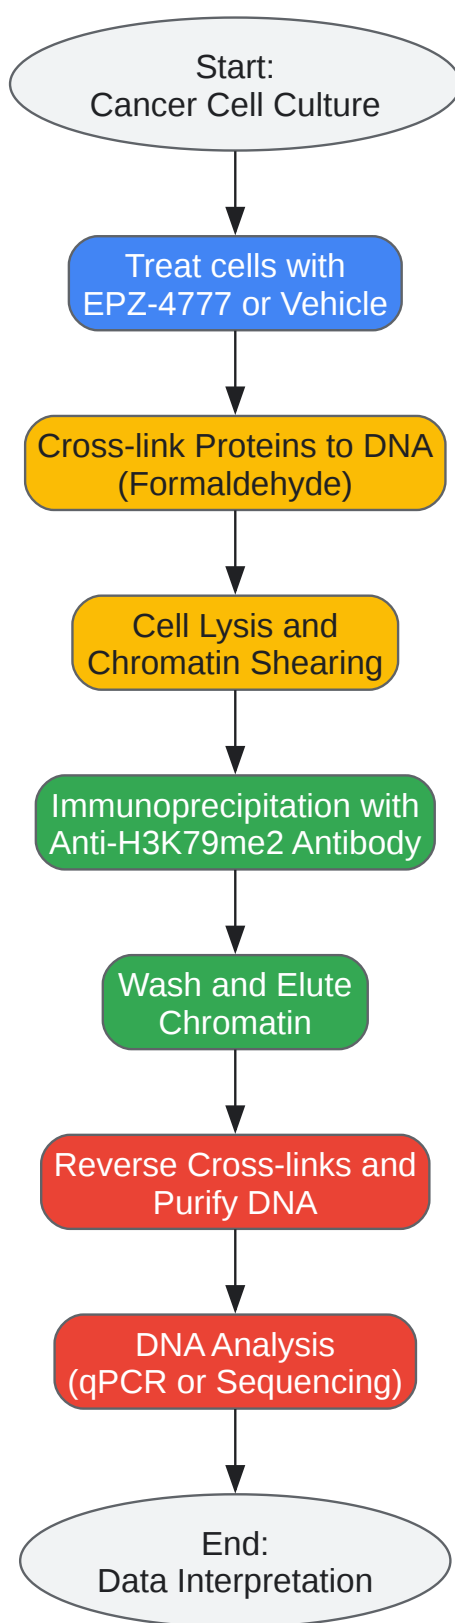 Start:
Cancer Cell Culture
Treat cells with
EPZ-4777 or Vehicle
Cross-link Proteins to DNA
(Formaldehyde)
Cell Lysis and
Chromatin Shearing
Immunoprecipitation with
Anti-H3K79me2 Antibody
Wash and Elute
Chromatin
Reverse Cross-links and
Purify DNA
DNA Analysis
(qPCR or Sequencing)
End:
Data Interpretation